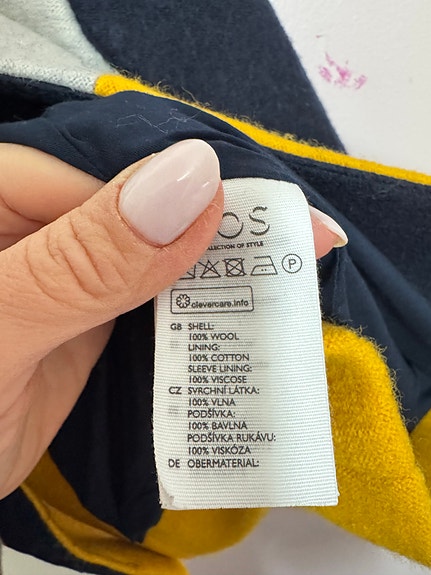 OS
COLLECTION OF STYLE
P
clevercare.info
GB SHELL:
100% WOOL
LINING:
100% COTTON
SLEEVE LINING:
100% VISCOSE
CZ SVRCHNÍ LÁTKA:
100% VLNA
PODŠÍVKA:
100% BAVLNA
PODŠÍVKA RUKÁVU:
100% VISKÓZA
DE OBERMATERIAL: